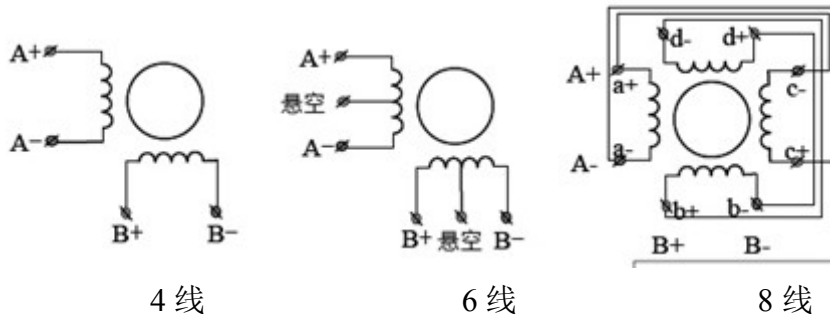 A+
A-
B+ B-
4 线
A+
悬空
A-
B+ 悬空 B-
6 线
d- d+
A+ a+ c-
A- a- c+
b+ b-
B+ B-
8 线